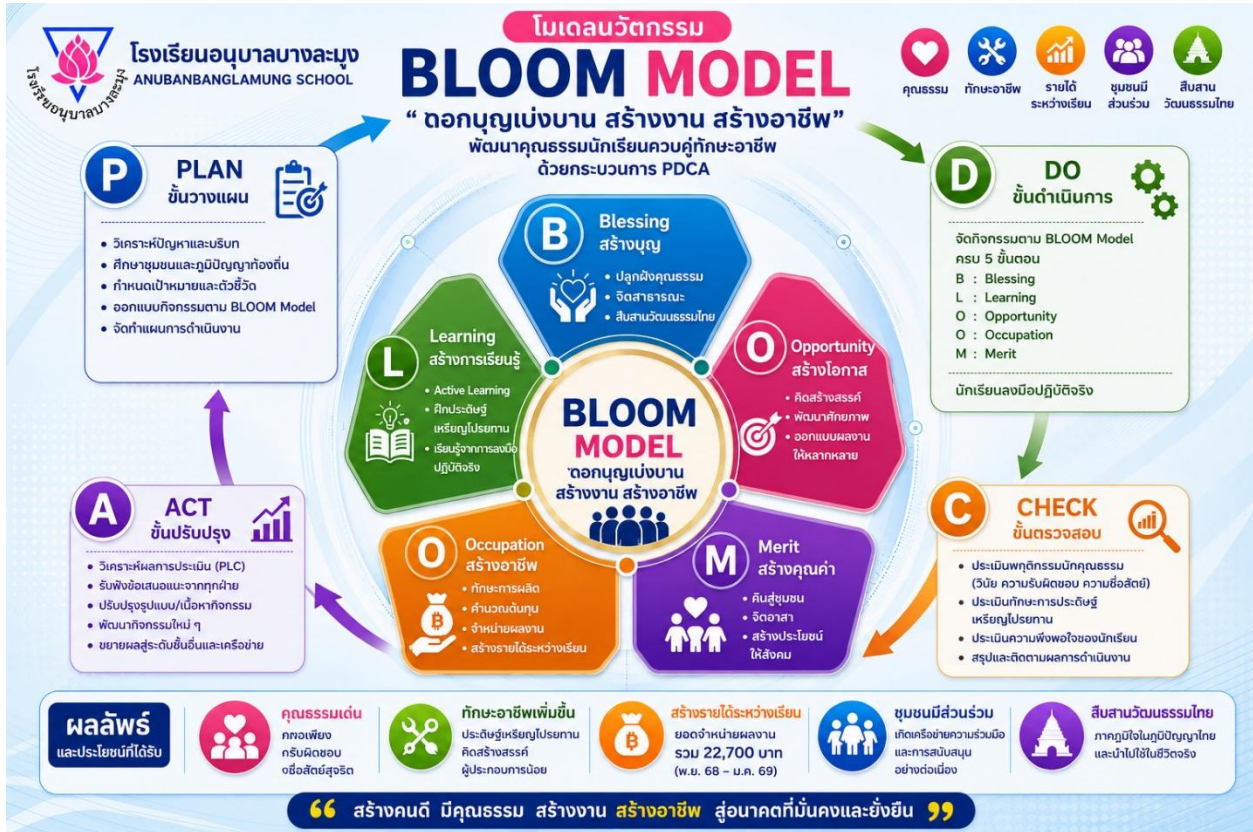 โรงเรียนอนุบาลบางละมุง
ANUBANBANGLAMUNG SCHOOL
โรงเรียนอนุบาลบางละมุง
โมเดลนวัตกรรม
BLOOM MODEL
“ ดอกบุญเบ่งบาน สร้างงาน สร้างอาชีพ”
พัฒนาคุณธรรมนักเรียนควบคู่ทักษะอาชีพ
ด้วยกระบวนการ PDCA
คุณธรรม
ทักษะอาชีพ
รายได้
ระหว่างเรียน
ชุมชนมี
ส่วนร่วม
สืบสาน
วัฒนธรรมไทย
P
PLAN
ขั้นวางแผน
• วิเคราะห์ปัญหาและบริบท
• ศึกษาชุมชนและภูมิปัญญาท้องถิ่น
• กำหนดเป้าหมายและตัวชี้วัด
• ออกแบบกิจกรรมตาม BLOOM Model
• จัดทำแผนการดำเนินงาน
D
DO
ขั้นดำเนินการ
จัดกิจกรรมตาม BLOOM Model
ครบ 5 ขั้นตอน
B : Blessing
L : Learning
O : Opportunity
O : Occupation
M : Merit
นักเรียนลงมือปฏิบัติจริง
B
Blessing
สร้างบุญ
• ปลูกฝังคุณธรรม
• จิตสาธารณะ
• สืบสานวัฒนธรรมไทย
L
Learning
สร้างการเรียนรู้
• Active Learning
• ฝึกประดิษฐ์
เหรียญโปรยทาน
• เรียนรู้จากการลงมือ
ปฏิบัติจริง
O
Opportunity
สร้างโอกาส
• คิดสร้างสรรค์
• พัฒนาศักยภาพ
• ออกแบบผลงาน
ให้หลากหลาย
BLOOM
MODEL
“ดอกบุญเบ่งบาน
สร้างงาน สร้างอาชีพ
O
Occupation
สร้างอาชีพ
• ทักษะการผลิต
• คำนวณต้นทุน
• จำหน่ายผลงาน
• สร้างรายได้ระหว่างเรียน
M
Merit
สร้างคุณค่า
• คืนสู่ชุมชน
• จิตอาสา
• สร้างประโยชน์
ให้สังคม
A
ACT
ขั้นปรับปรุง
• วิเคราะห์ผลการประเมิน (PLC)
• รับฟังข้อเสนอแนะจากทุกฝ่าย
• ปรับปรุงรูปแบบ/เนื้อหากิจกรรม
• พัฒนากิจกรรมใหม่ ๆ
• ขยายผลสู่ระดับชั้นอื่นและเครือข่าย
C
CHECK
ขั้นตรวจสอบ
• ประเมินพฤติกรรมนักคุณธรรม
(วินัย ความรับผิดชอบ ความซื่อสัตย์)
• ประเมินทักษะการประดิษฐ์
เหรียญโปรยทาน
• ประเมินความพึงพอใจของนักเรียน
• สรุปและติดตามผลการดำเนินงาน
ผลลัพธ์
และประโยชน์ที่ได้รับ
คุณธรรมเด่น
กรับผิดชอบ
ทักษะอาชีพเพิ่มขึ้น
ประดิษฐ์เหรียญโปรยทาน
คิดสร้างสรรค์
ผู้ประกอบการน้อย
สร้างรายได้ระหว่างเรียน
ยอดจำหน่ายผลงาน
รวม 22,700 บาท
(พ.ย. 68 – ม.ค. 69)
ชุมชนมีส่วนร่วม
เกิดเครือข่ายความร่วมมือ
และการสนับสนุน
อย่างต่อเนื่อง
สืบสานวัฒนธรรมไทย
ภาคภูมิใจในภูมิปัญญาไทย
และนำไปใช้ในชีวิตจริง
“ สร้างคนดี มีคุณธรรม สร้างงาน สร้างอาชีพ สู่อนาคตที่มั่นคงและยั่งยืน ”